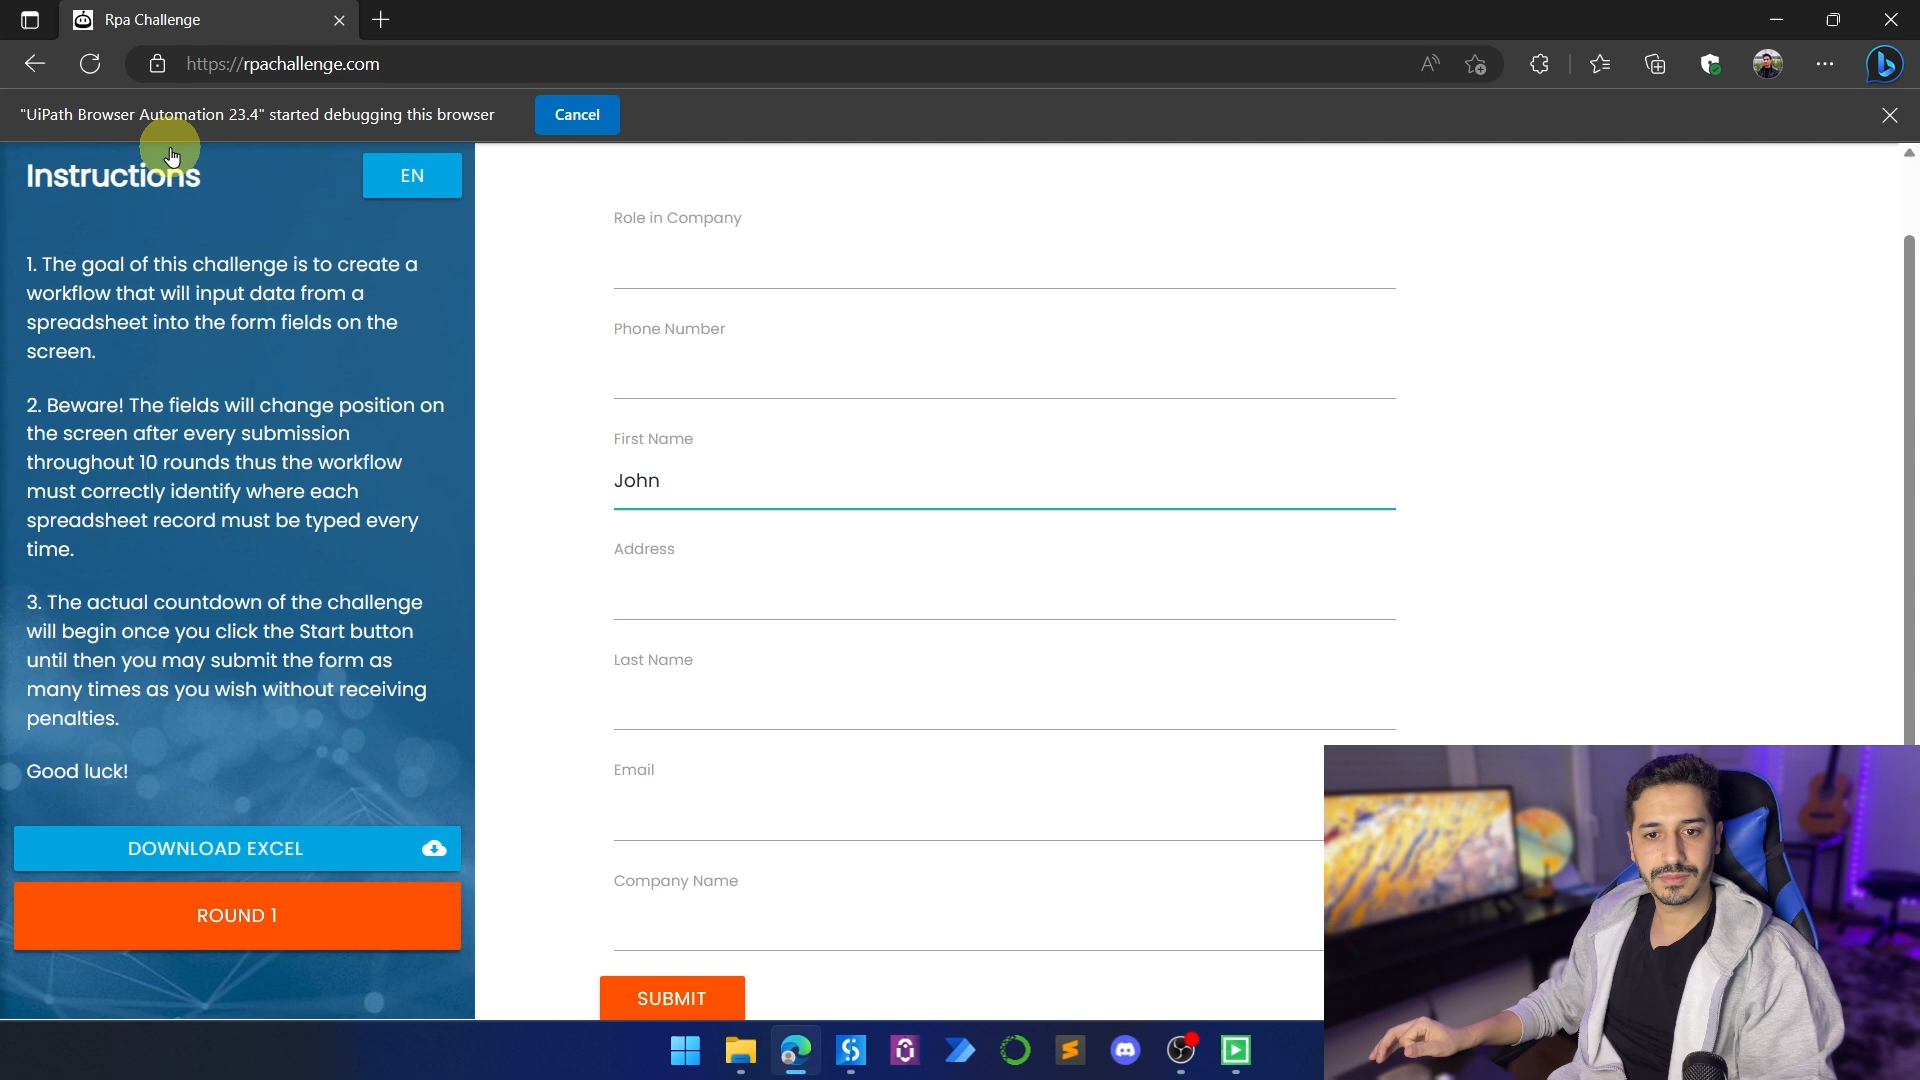 Rpa Challenge
https://rpachallenge.com
"UiPath Browser Automation 23.4" started debugging this browser
Cancel
Instructions
EN
1. The goal of this challenge is to create a
workflow that will input data from a
spreadsheet into the form fields on the
screen.
2. Beware! The fields will change position on
the screen after every submission
throughout 10 rounds thus the workflow
must correctly identify where each
spreadsheet record must be typed every
time.
3. The actual countdown of the challenge
will begin once you click the Start button
until then you may submit the form as
many times as you wish without receiving
penalties.
Good luck!
DOWNLOAD EXCEL
ROUND 1
Role in Company
Phone Number
First Name
John
Address
Last Name
Email
Company Name
SUBMIT